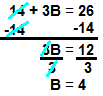 14 + 3B = 26
-14 -14
3B = 12
3 3
B = 4